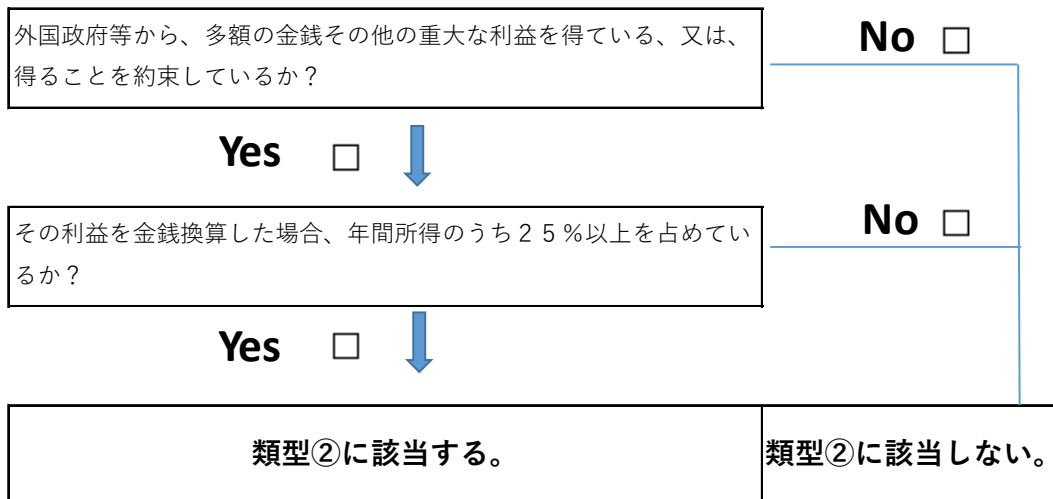 外国政府等から、多額の金銭その他の重大な利益を得ている、又は、
得ることを約束しているか？
No □
Yes □
その利益を金銭換算した場合、年間所得のうち２５％以上を占めてい
るか？
No □
Yes □
類型②に該当する。
類型②に該当しない。